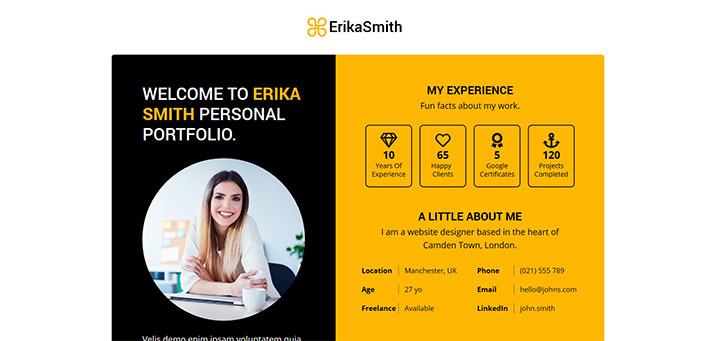 ErikaSmith
WELCOME TO ERIKA
SMITH PERSONAL
PORTFOLIO.
Velis demo enim ipsam voluptatem quia
MY EXPERIENCE
Fun facts about my work.
10
Years Of
Experience
65
Happy
Clients
5
Google
Certificates
120
Projects
Completed
A LITTLE ABOUT ME
I am a website designer based in the heart of
Camden Town, London.
Location Manchester, UK
Phone (021) 555 789
Age 27 yo
Email hello@johns.com
Freelance Available
LinkedIn john.smith